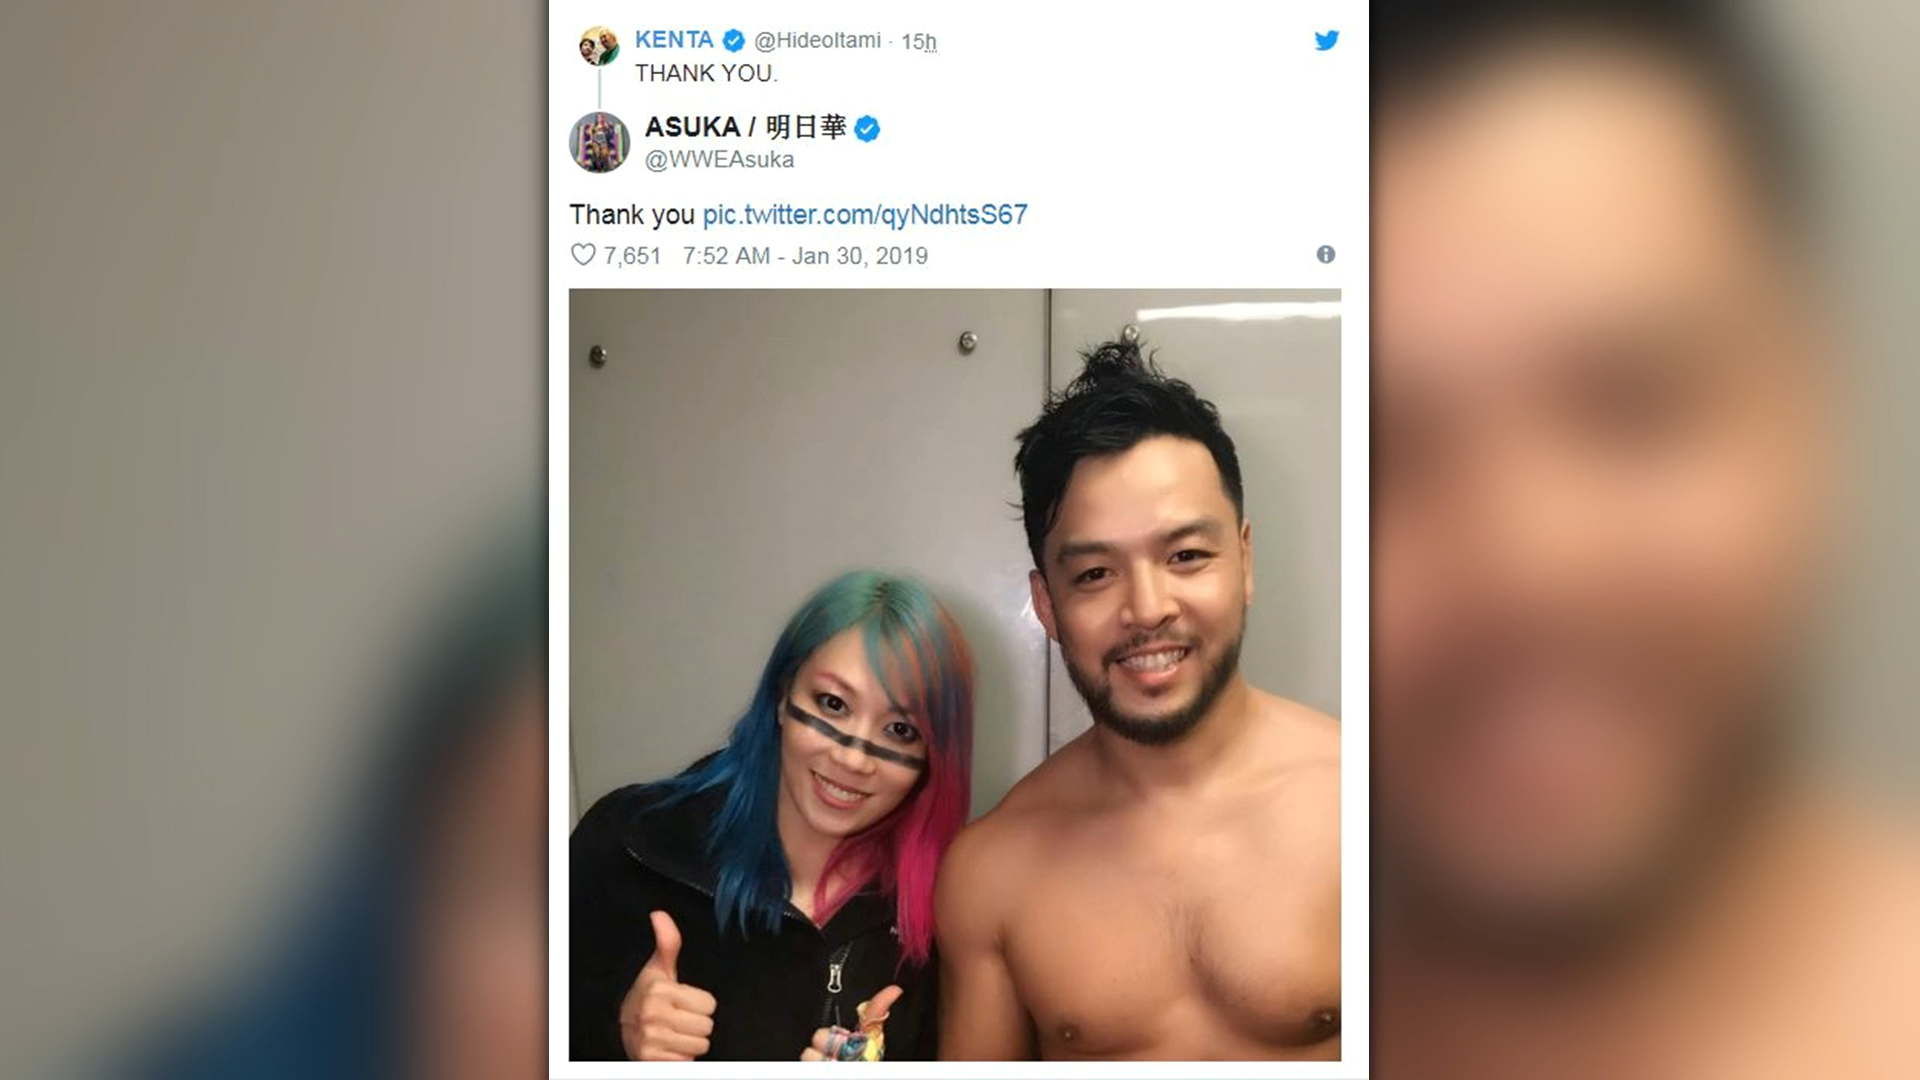 KENTA @HideoItami · 15h
THANK YOU.
ASUKA / 明日華
@WWEAsuka
Thank you pic.twitter.com/qyNdhtsS67
7,651 7:52 AM - Jan 30, 2019